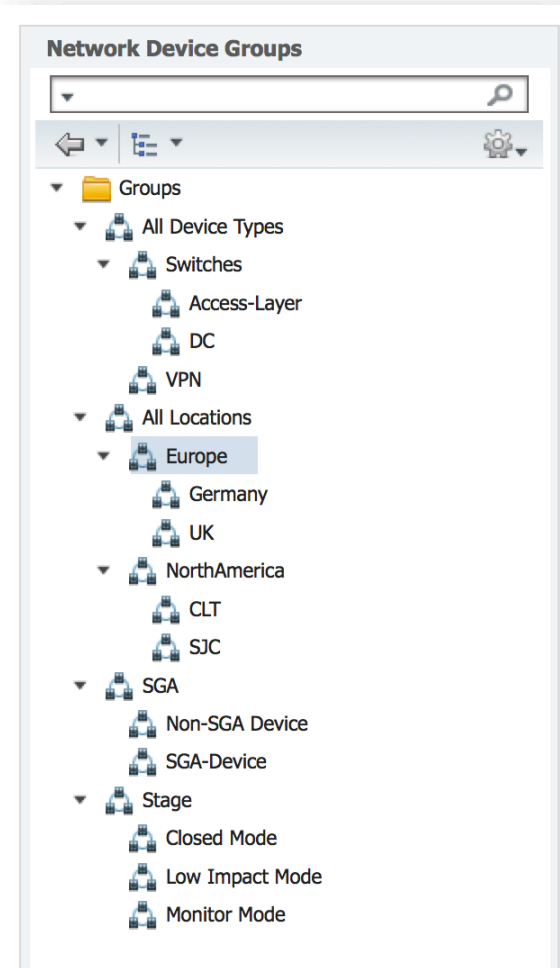 Network Device Groups
Groups
All Device Types
Switches
Access-Layer
DC
VPN
All Locations
Europe
Germany
UK
NorthAmerica
CLT
SJC
SGA
Non-SGA Device
SGA-Device
Stage
Closed Mode
Low Impact Mode
Monitor Mode